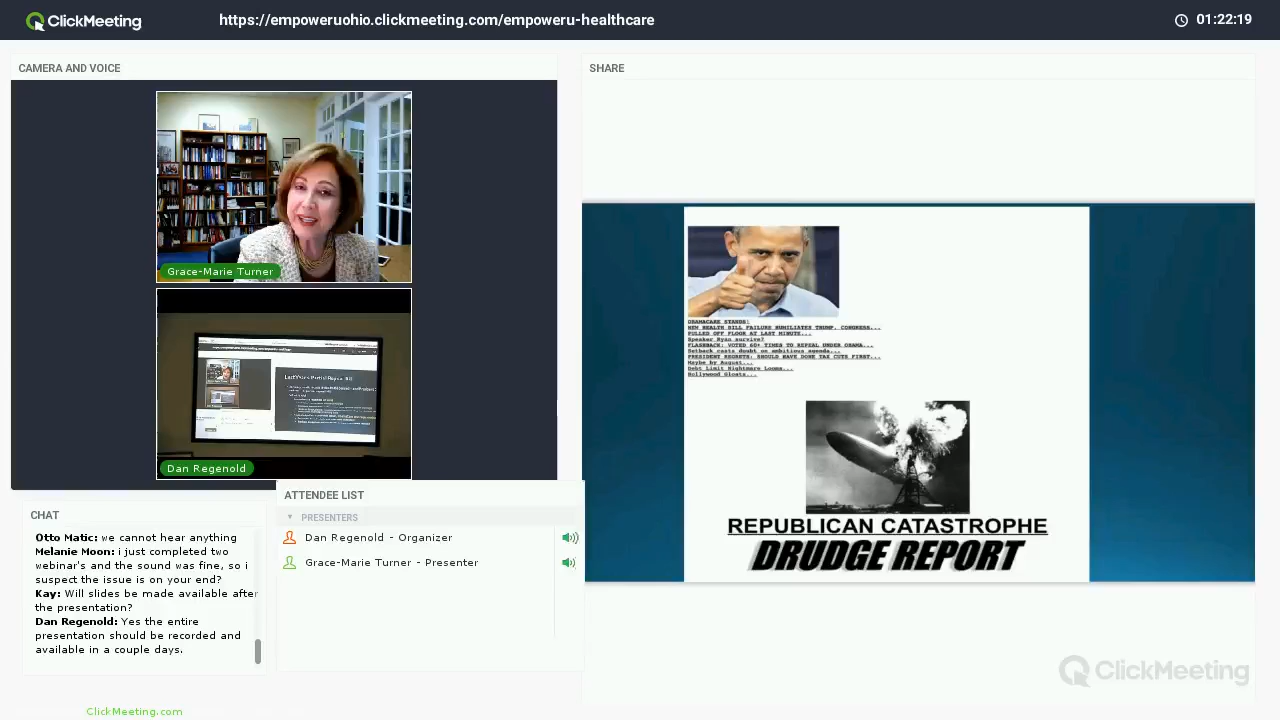 ClickMeeting
https://empoweruohio.clickmeeting.com/empoweru-healthcare
01:22:19
CAMERA AND VOICE
Grace-Marie Turner
Dan Regenold
CHAT
Otto Matic: we cannot hear anything
Melanie Moon: i just completed two
webinar's and the sound was fine, so i
suspect the issue is on your end?
Kay: Will slides be made available after
the presentation?
Dan Regenold: Yes the entire
presentation should be recorded and
available in a couple days.
ATTENDEE LIST
PRESENTERS
Dan Regenold - Organizer
Grace-Marie Turner - Presenter
SHARE
OBAMACARE STANDS:
NEW HEALTH BILL FAILURE HUMILIATES TRUMP, CONGRESS...
PULLED OFF FLOOR AT LAST MINUTE...
Speaker Ryan survive?
FLASHBACK: VOTED 60+ TIMES TO REPEAL UNDER OBAMA...
Setback casts doubt on ambitious agenda...
PRESIDENT REGRETS: SHOULD HAVE DONE TAX CUTS FIRST...
Maybe by August...
Debt Limit Nightmare Looms...
Hollywood Gloats...
REPUBLICAN CATASTROPHE
DRUDGE REPORT
ClickMeeting
ClickMeeting.com